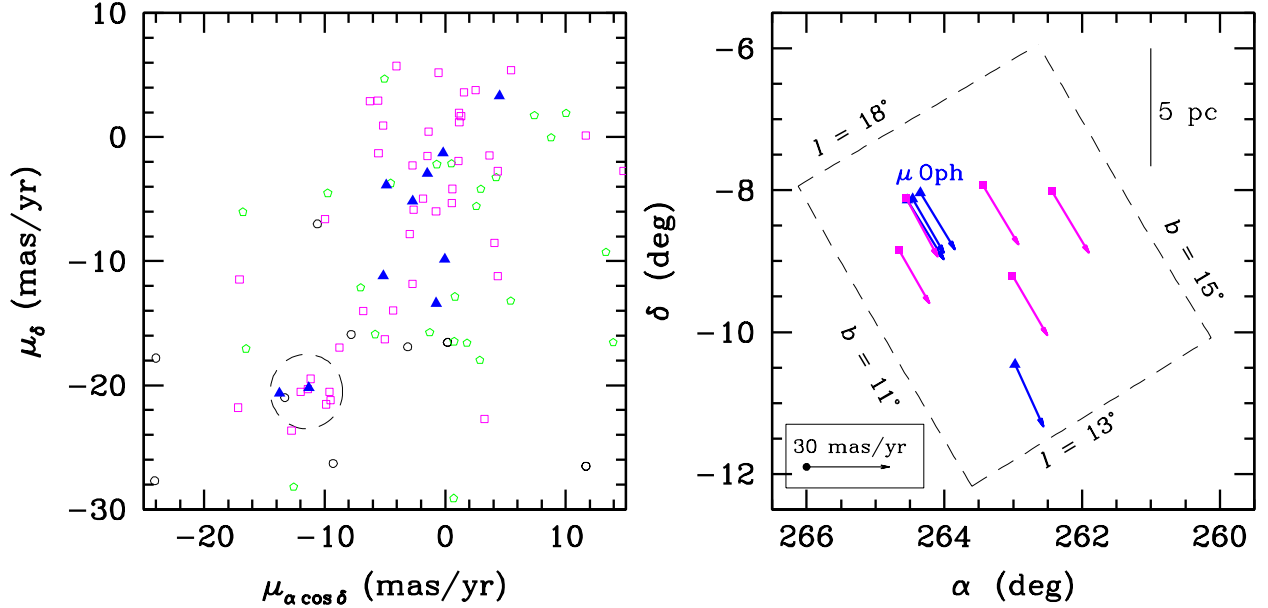 10
0
−10
−20
−30
−20
−10
0
10
μδ (mas/yr)
μα cos δ (mas/yr)
−6
−8
−10
−12
266
264
262
260
δ (deg)
α (deg)
l = 18°
5 pc
μ Oph
b = 15°
b = 11°
l = 13°
30 mas/yr